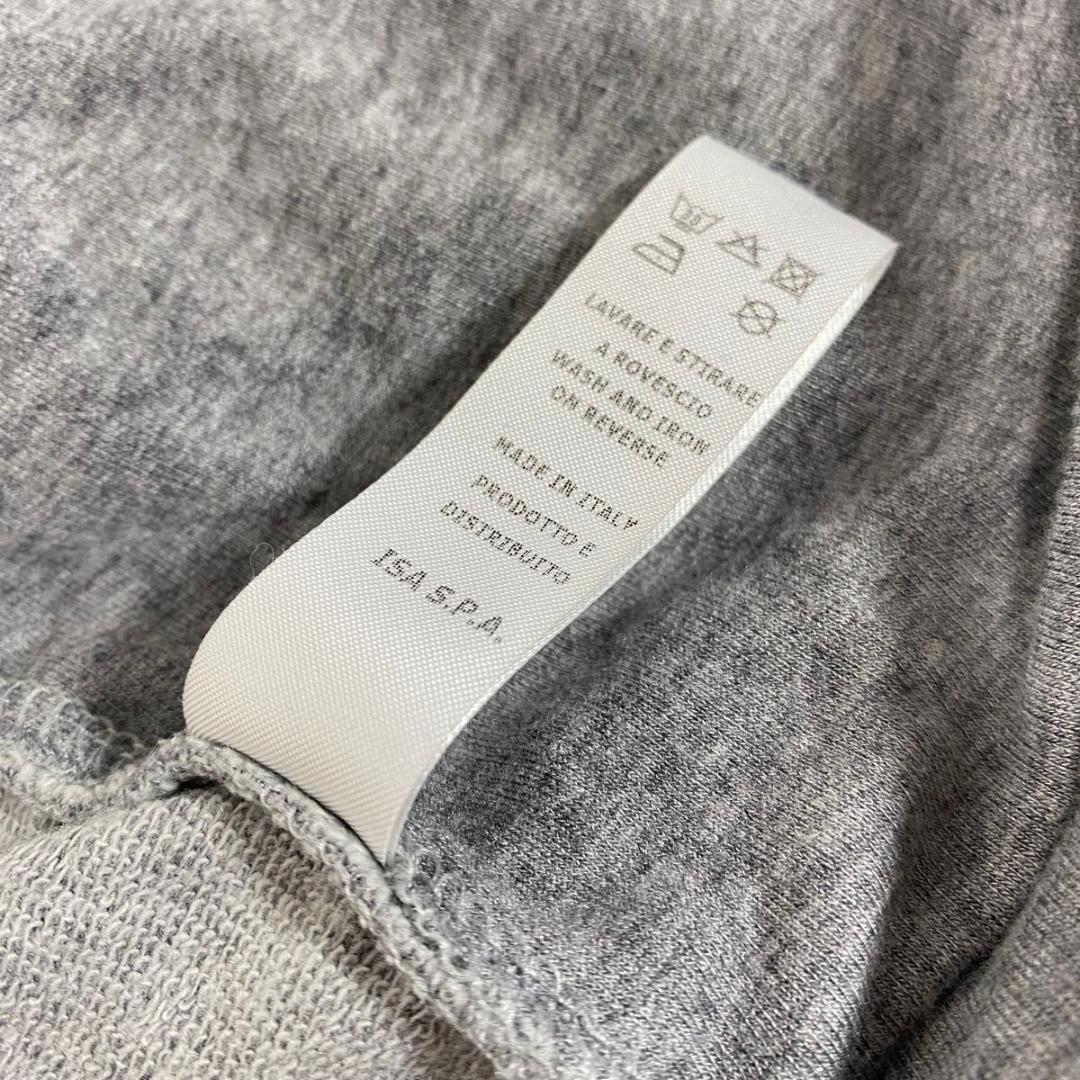 LAVARE E STIRARE
A ROVESCIO
WASH AND IRON
ON REVERSE
MADE IN ITALY
PRODOTTO E
DISTRIBUITO
ISA S.P.A.